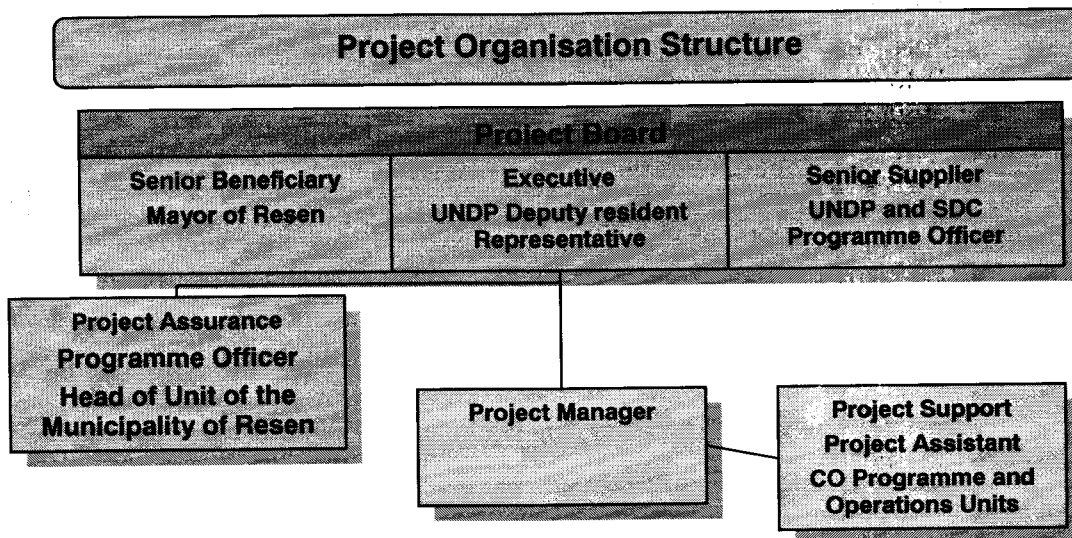 Project Organisation Structure
Project Board
Senior Beneficiary
Mayor of Resen
Executive
UNDP Deputy resident
Representative
Senior Supplier
UNDP and SDC
Programme Officer
Project Assurance
Programme Officer
Head of Unit of the
Municipality of Resen
Project Manager
Project Support
Project Assistant
CO Programme and
Operations Units